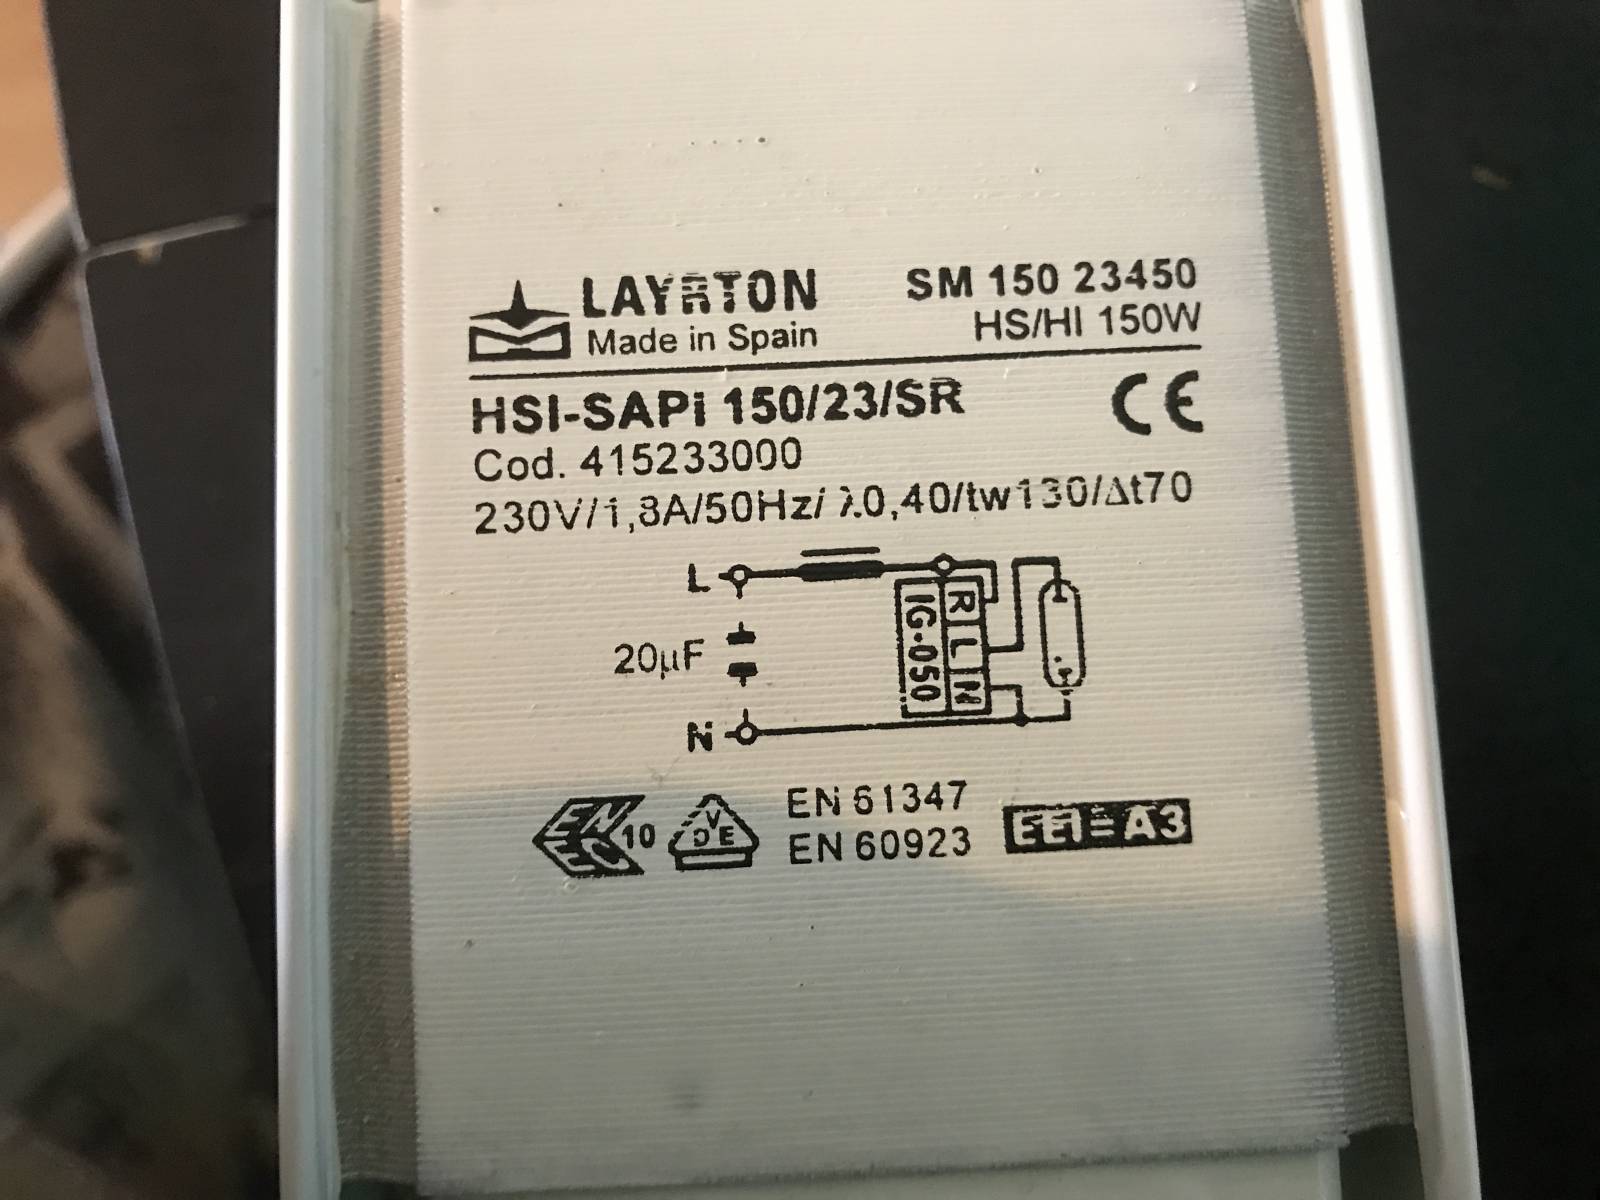 LAYRTON
Made in Spain
SM 150 23450
HS/HI 150W
HSI-SAPi 150/23/SR
CE
Cod. 415233000
230V/1,8A/50Hz/ λ0,40/tw130/Δt70
L
20µF
N
IG-050
R L N
ENEC 10
VDE
EN 61347
EN 60923
EEI=A3